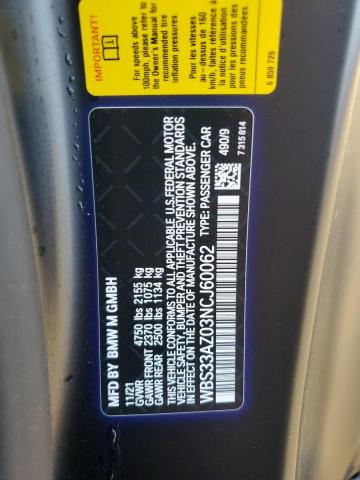 IMPORTANT!
For speeds above
100mph, please refer to
the Owner's Manual for
recommended tire
inflation pressures.
Pour les vitesses
au-dessus de 160
km/h, faites référence à
la notice d'utilisation
pour les pressions des
pneus recommandées.
6 859 729
MFD BY BMW M GMBH
11/21
GVWR 4750 lbs 2155 kg
GAWR FRONT 2370 lbs 1075 kg
GAWR REAR 2500 lbs 1134 kg
THIS VEHICLE CONFORMS TO ALL APPLICABLE U.S. FEDERAL MOTOR
VEHICLE SAFETY, BUMPER AND THEFT PREVENTION STANDARDS
IN EFFECT ON THE DATE OF MANUFACTURE SHOWN ABOVE.
WBS33AZ03NCJ60062 TYPE: PASSENGER CAR
490/9
7 315 814